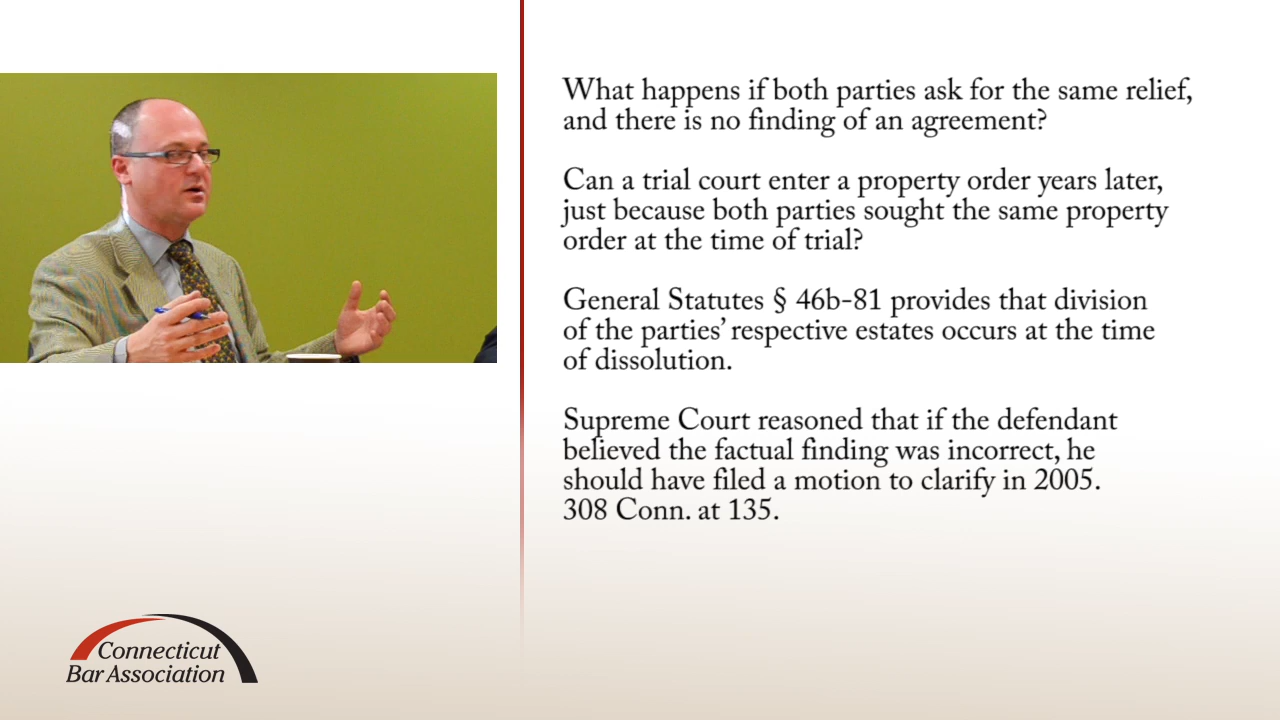 What happens if both parties ask for the same relief,
and there is no finding of an agreement?
Can a trial court enter a property order years later,
just because both parties sought the same property
order at the time of trial?
General Statutes § 46b-81 provides that division
of the parties’ respective estates occurs at the time
of dissolution.
Supreme Court reasoned that if the defendant
believed the factual finding was incorrect, he
should have filed a motion to clarify in 2005.
308 Conn. at 135.
Connecticut
Bar Association